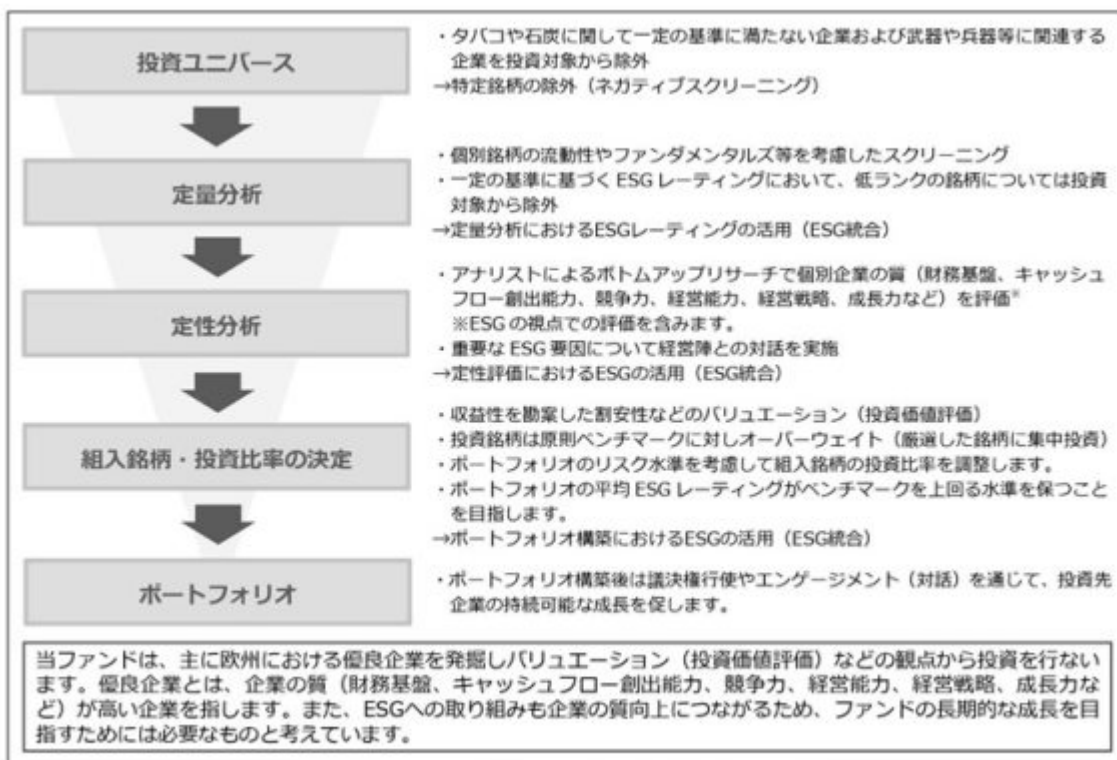 投資ユニバース
・タバコや石炭に関して一定の基準に満たない企業および武器や兵器等に関連する
企業を投資対象から除外
→特定銘柄の除外（ネガティブスクリーニング）
定量分析
・個別銘柄の流動性やファンダメンタルズ等を考慮したスクリーニング
・一定の基準に基づく ESG レーティングにおいて、低ランクの銘柄については投資
対象から除外
→定量分析におけるESGレーティングの活用（ESG統合）
定性分析
・アナリストによるボトムアップリサーチで個別企業の質（財務基盤、キャッシュ
フロー創出能力、競争力、経営能力、経営戦略、成長力など）を評価※
※ESG の視点での評価を含みます。
・重要な ESG 要因について経営陣との対話を実施
→定性評価におけるESGの活用（ESG統合）
組入銘柄・投資比率の決定
・収益性を勘案した割安性などのバリュエーション（投資価値評価）
・投資銘柄は原則ベンチマークに対しオーバーウェイト（厳選した銘柄に集中投資）
・ポートフォリオのリスク水準を考慮して組入銘柄の投資比率を調整します。
・ポートフォリオの平均 ESG レーティングがベンチマークを上回る水準を保つこと
を目指します。
→ポートフォリオ構築におけるESGの活用（ESG統合）
ポートフォリオ
・ポートフォリオ構築後は議決権行使やエンゲージメント（対話）を通じて、投資先
企業の持続可能な成長を促します。
当ファンドは、主に欧州における優良企業を発掘しバリュエーション（投資価値評価）などの観点から投資を行ない
ます。優良企業とは、企業の質（財務基盤、キャッシュフロー創出能力、競争力、経営能力、経営戦略、成長力な
ど）が高い企業を指します。また、ESGへの取り組みも企業の質向上につながるため、ファンドの長期的な成長を目
指すためには必要なものと考えています。